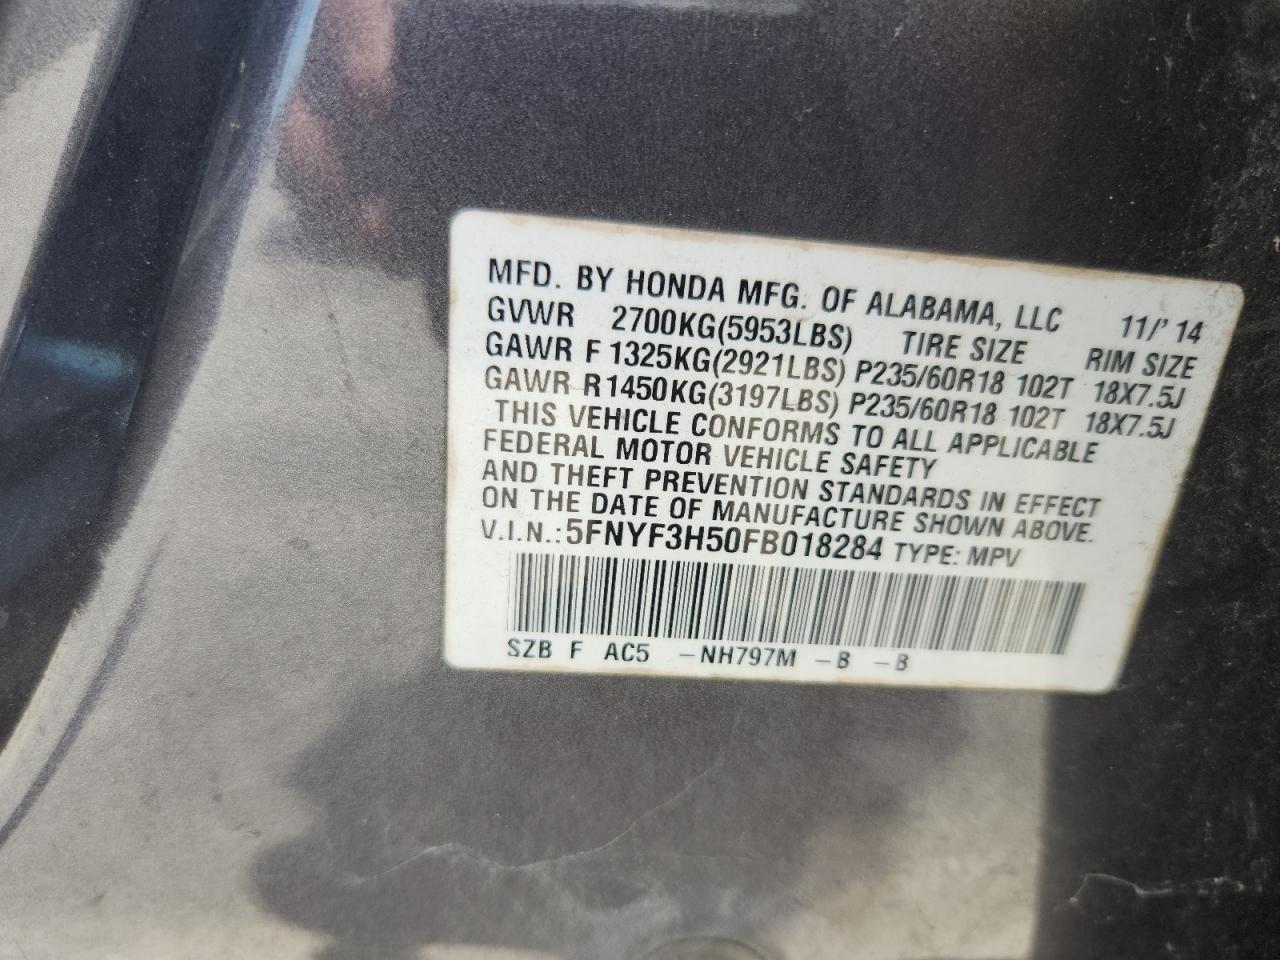 MFD. BY HONDA MFG. OF ALABAMA, LLC 11/' 14
GVWR 2700KG(5953LBS) TIRE SIZE RIM SIZE
GAWR F 1325KG(2921LBS) P235/60R18 102T 18X7.5J
GAWR R1450KG(3197LBS) P235/60R18 102T 18X7.5J
THIS VEHICLE CONFORMS TO ALL APPLICABLE
FEDERAL MOTOR VEHICLE SAFETY
AND THEFT PREVENTION STANDARDS IN EFFECT
ON THE DATE OF MANUFACTURE SHOWN ABOVE.
V.I.N.:5FNYF3H50FB018284 TYPE: MPV
SZB F AC5 -NH797M -B -B